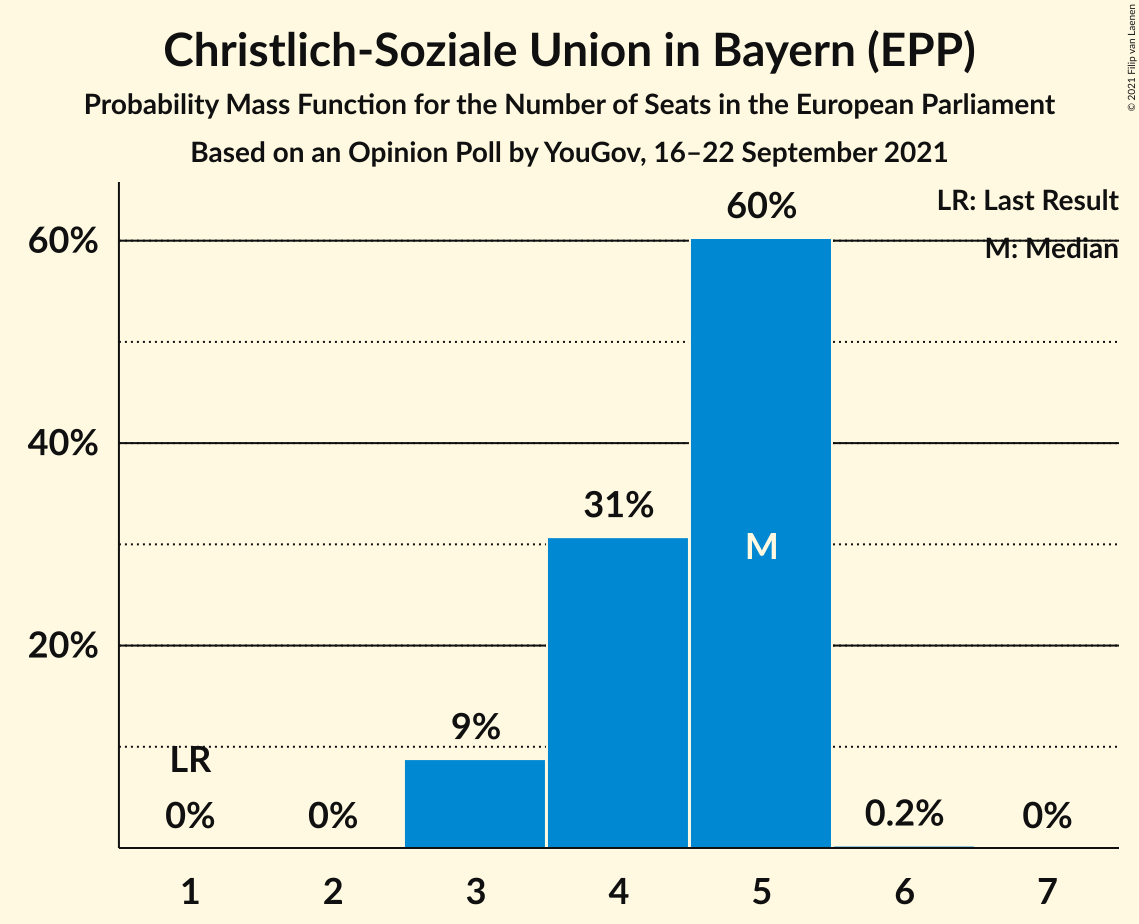 Christlich-Soziale Union in Bayern (EPP)
Probability Mass Function for the Number of Seats in the European Parliament
Based on an Opinion Poll by YouGov, 16–22 September 2021
© 2021 Filip van Laenen
LR: Last Result
M: Median
60%
40%
20%
60%
31%
M
9%
LR
0%
0%
0.2%
0%
1 2 3 4 5 6 7